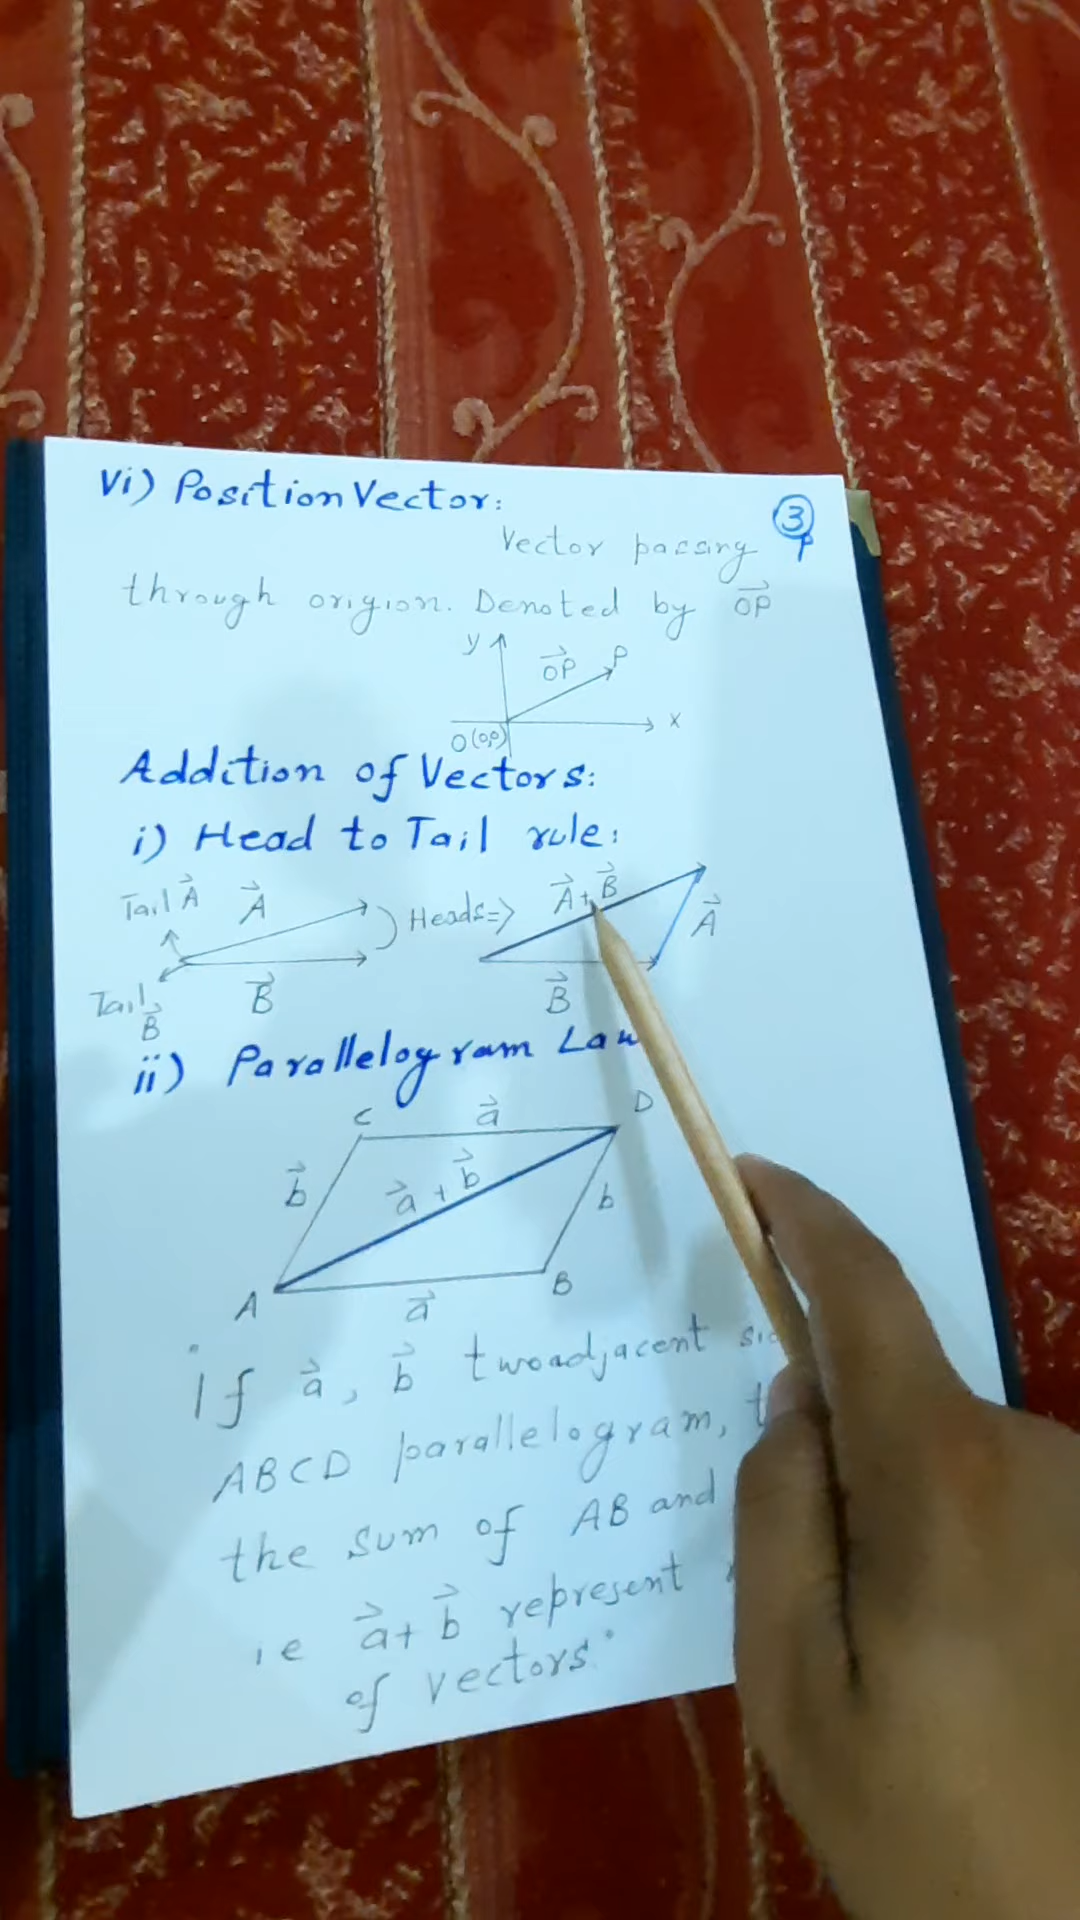 vi) Position Vector:
3
Vector passing
through origion. Denoted by OP
y
OP P
x
O(0,0)
Addition of Vectors:
i) Head to Tail rule:
Tail A A Heads=> A+B A
Tail B B B
ii) Parallelogram Law
C a D
b a+b b
A a B
If a, b twoadjacent
ABCD parallelogram,
the sum of AB and
ie a+b represent
of vectors.